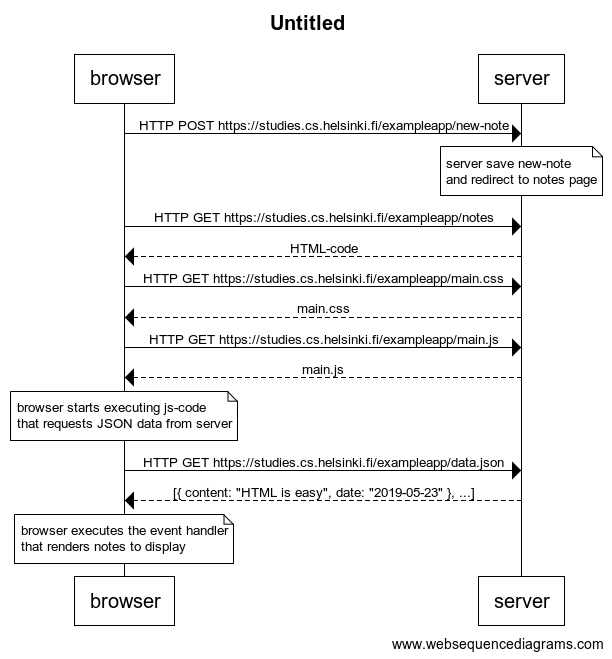 Untitled
browser
server
HTTP POST https://studies.cs.helsinki.fi/exampleapp/new-note
server save new-note
and redirect to notes page
HTTP GET https://studies.cs.helsinki.fi/exampleapp/notes
HTML-code
HTTP GET https://studies.cs.helsinki.fi/exampleapp/main.css
main.css
HTTP GET https://studies.cs.helsinki.fi/exampleapp/main.js
main.js
browser starts executing js-code
that requests JSON data from server
HTTP GET https://studies.cs.helsinki.fi/exampleapp/data.json
[{ content: "HTML is easy", date: "2019-05-23" }, ...]
browser executes the event handler
that renders notes to display
browser
server
www.websequencediagrams.com